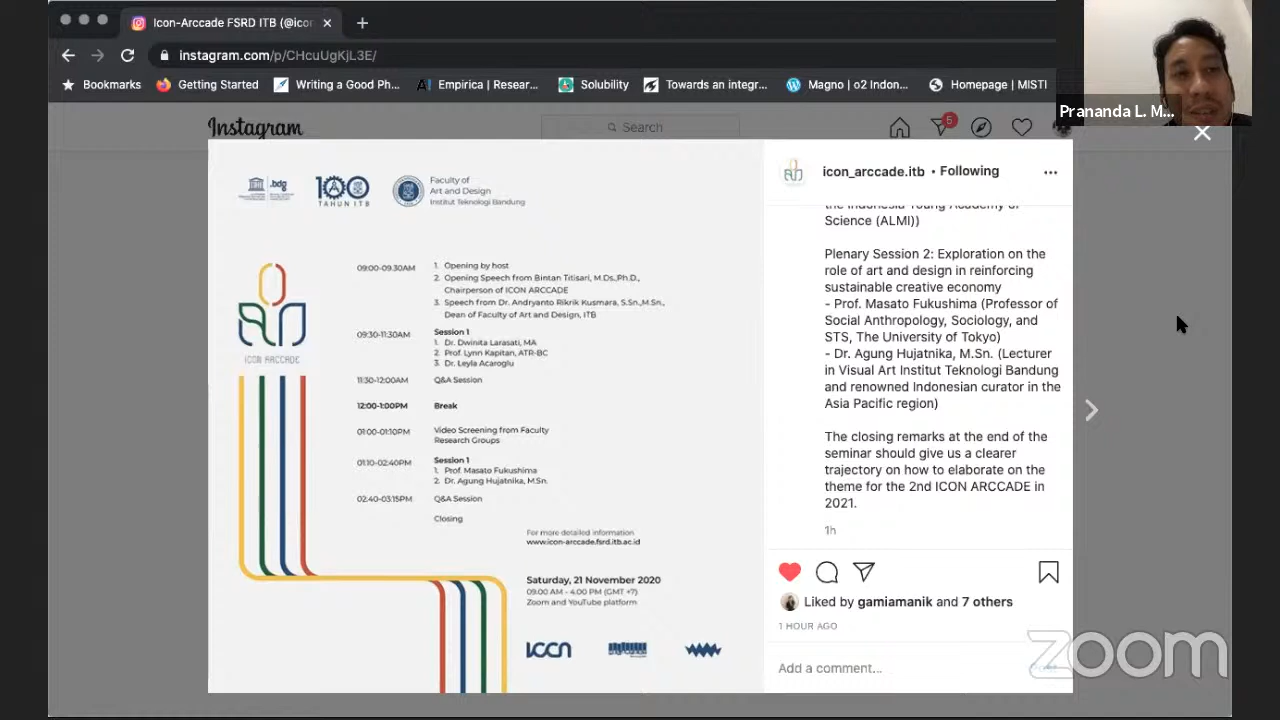 Icon-Arccade FSRD ITB (@icon
instagram.com/p/CHcuUgKjL3E/
Bookmarks
Getting Started
Writing a Good Ph...
Empirica | Resear...
Solubility
Towards an integr...
Magno | o2 Indon...
Homepage | MISTI
Prananda L. M...
Instagram
Search
5
icon_arccade.itb • Following
.bdg
100
TAHUN ITB
Faculty of
Art and Design
Institut Teknologi Bandung
ICON ARCCADE
09:00-09.30AM
1. Opening by host
2. Opening Speech from Bintan Titisari, M.Ds.,Ph.D.,
Chairperson of ICON ARCCADE
3. Speech from Dr. Andryanto Rikrik Kusmara, S.Sn.,M.Sn.,
Dean of Faculty of Art and Design, ITB
09:30-11:30AM
Session 1
1. Dr. Dwinita Larasati, MA
2. Prof. Lynn Kapitan, ATR-BC
3. Dr. Leyla Acaroglu
11:30-12:00AM
Q&A Session
12:00-1:00PM
Break
01:00-01:10PM
Video Screening from Faculty
Research Groups
01:10-02:40PM
Session 1
1. Prof. Masato Fukushima
2. Dr. Agung Hujatnika, M.Sn.
02:40-03:15PM
Q&A Session
Closing
For more detailed information
www.icon-arccade.fsrd.itb.ac.id
Saturday, 21 November 2020
09.00 AM - 4.00 PM (GMT +7)
Zoom and YouTube platform
ICCN
the Indonesia Young Academy of
Science (ALMI))
Plenary Session 2: Exploration on the
role of art and design in reinforcing
sustainable creative economy
- Prof. Masato Fukushima (Professor of
Social Anthropology, Sociology, and
STS, The University of Tokyo)
- Dr. Agung Hujatnika, M.Sn. (Lecturer
in Visual Art Institut Teknologi Bandung
and renowned Indonesian curator in the
Asia Pacific region)
The closing remarks at the end of the
seminar should give us a clearer
trajectory on how to elaborate on the
theme for the 2nd ICON ARCCADE in
2021.
1h
Liked by gamiamanik and 7 others
1 HOUR AGO
Add a comment...
zoom